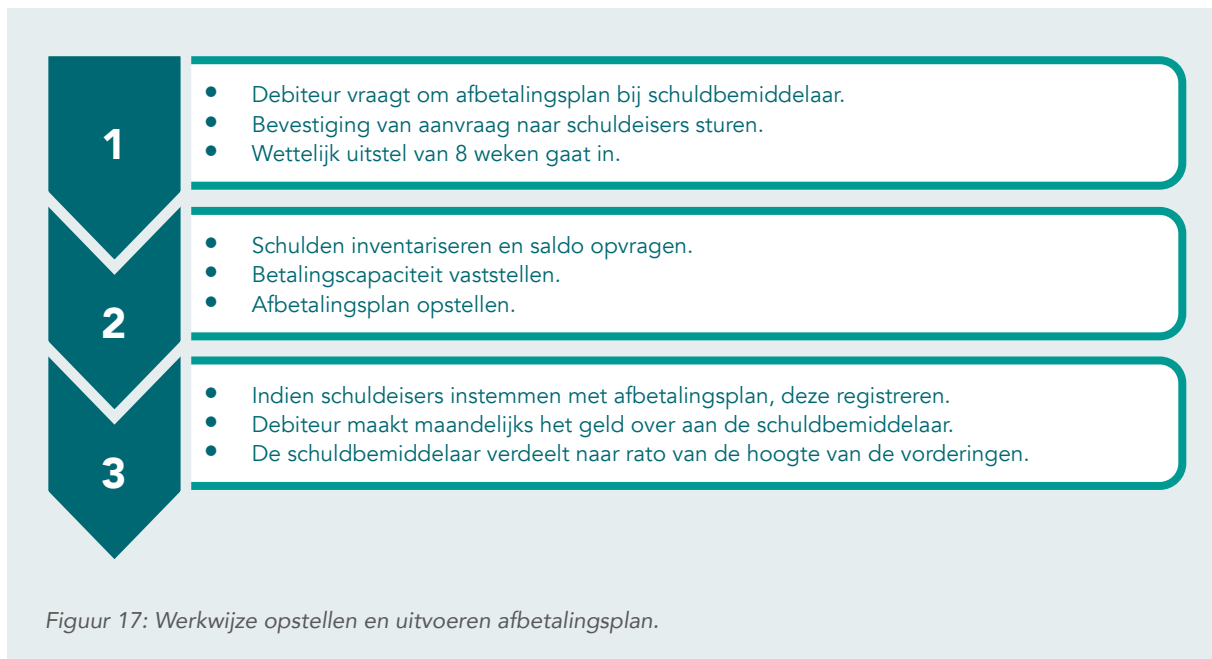 1
• Debiteur vraagt om afbetalingsplan bij schuldbemiddelaar.
• Bevestiging van aanvraag naar schuldeisers sturen.
• Wettelijk uitstel van 8 weken gaat in.
2
• Schulden inventariseren en saldo opvragen.
• Betalingscapaciteit vaststellen.
• Afbetalingsplan opstellen.
3
• Indien schuldeisers instemmen met afbetalingsplan, deze registreren.
• Debiteur maakt maandelijks het geld over aan de schuldbemiddelaar.
• De schuldbemiddelaar verdeelt naar rato van de hoogte van de vorderingen.
Figuur 17: Werkwijze opstellen en uitvoeren afbetalingsplan.